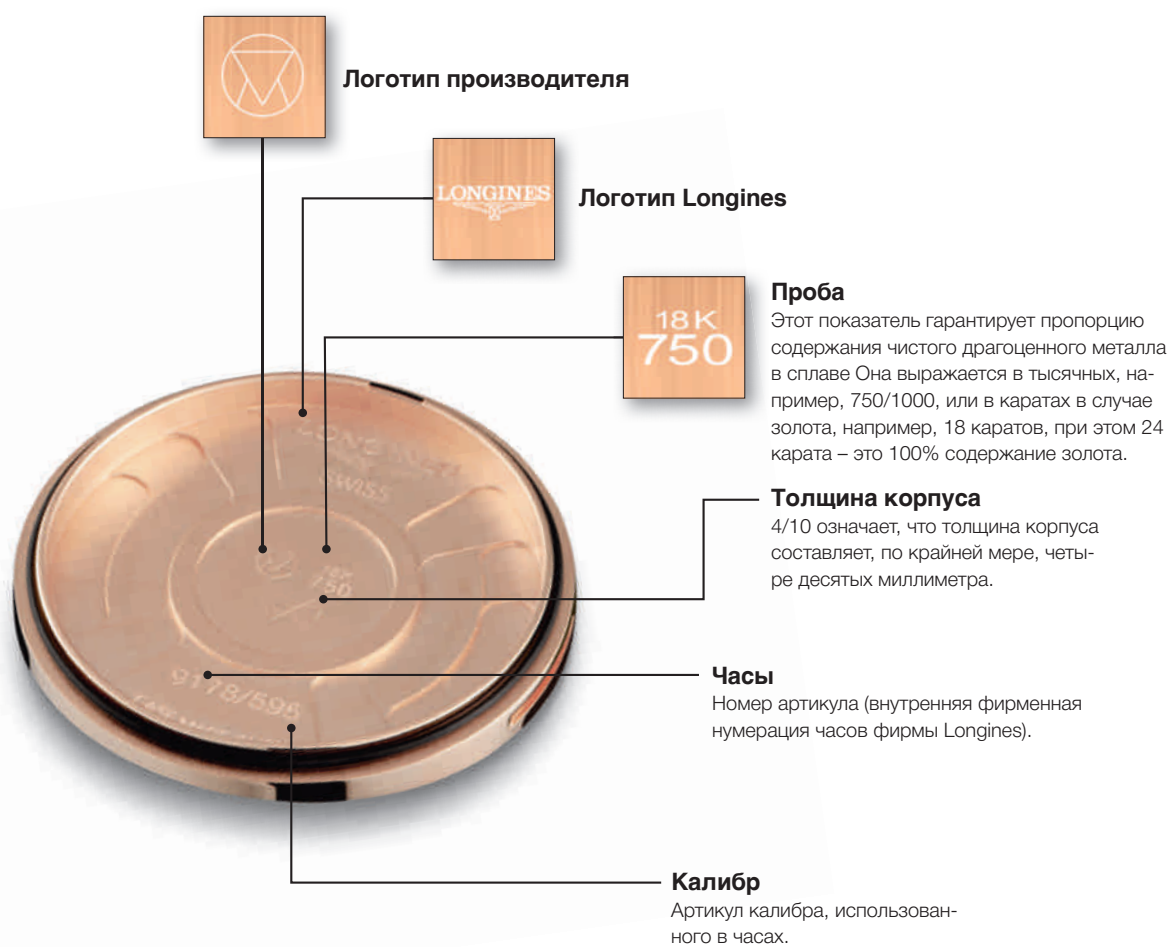 Логотип производителя
LONGINES
Логотип Longines
18K
750
Проба
Этот показатель гарантирует пропорцию
содержания чистого драгоценного металла
в сплаве Она выражается в тысячных, на-
пример, 750/1000, или в каратах в случае
золота, например, 18 каратов, при этом 24
карата – это 100% содержание золота.
SWISS
18K
750
Толщина корпуса
4/10 означает, что толщина корпуса
составляет, по крайней мере, четы-
ре десятых миллиметра.
9178/595
Часы
Номер артикула (внутренняя фирменная
нумерация часов фирмы Longines).
Калибр
Артикул калибра, использован-
ного в часах.